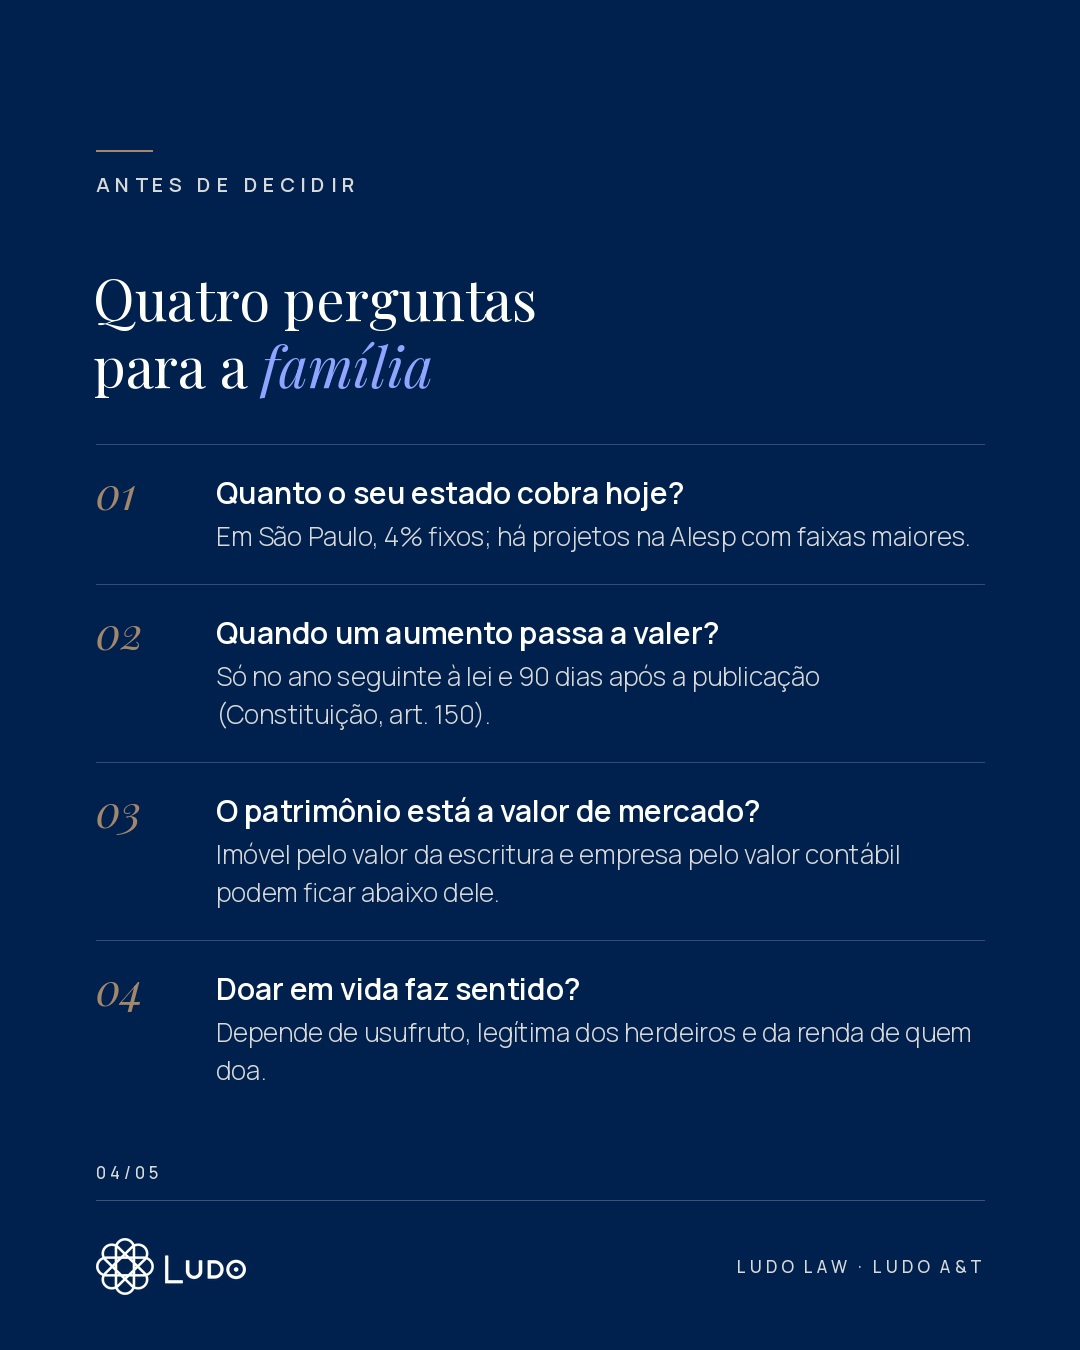 ANTES DE DECIDIR
Quatro perguntas
para a família
01
Quanto o seu estado cobra hoje?
Em São Paulo, 4% fixos; há projetos na Alesp com faixas maiores.
02
Quando um aumento passa a valer?
Só no ano seguinte à lei e 90 dias após a publicação
(Constituição, art. 150).
03
O patrimônio está a valor de mercado?
Imóvel pelo valor da escritura e empresa pelo valor contábil
podem ficar abaixo dele.
04
Doar em vida faz sentido?
Depende de usufruto, legítima dos herdeiros e da renda de quem
doa.
04/05
LUDO
LUDO LAW · LUDO A&T